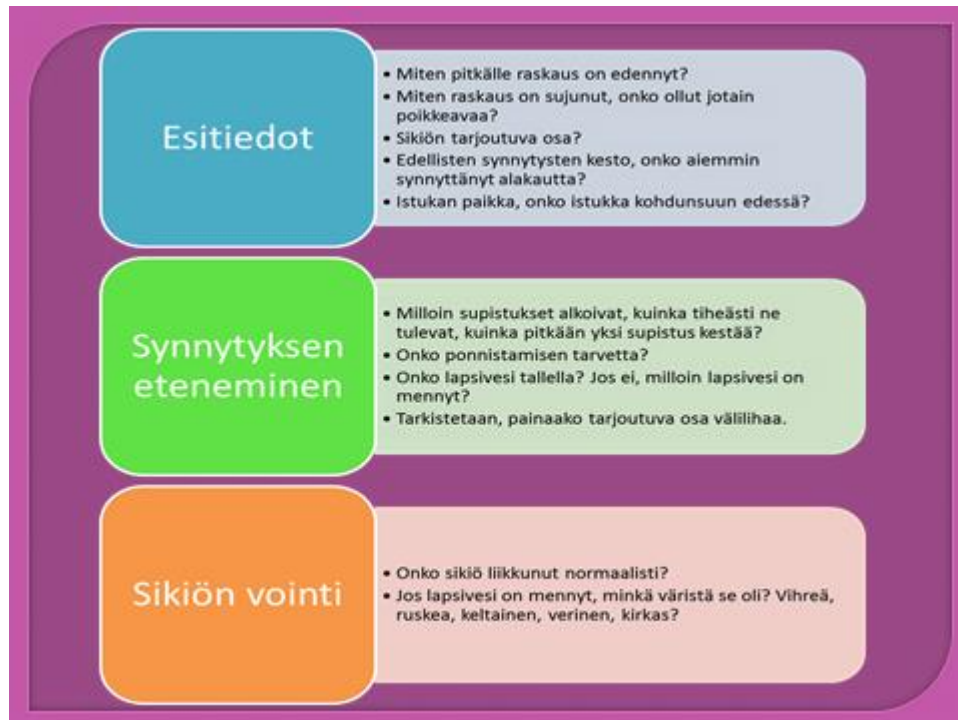 Esitiedot
• Miten pitkälle raskaus on edennyt?
• Miten raskaus on sujunut, onko ollut jotain
poikkeavaa?
• Sikiön tarjoutuva osa?
• Edellisten synnytysten kesto, onko aiemmin
synnyttänyt alakautta?
• Istukan paikka, onko istukka kohdunsuun edessä?
Synnytyksen
eteneminen
• Milloin supistukset alkoivat, kuinka tiheästi ne
tulevat, kuinka pitkään yksi supistus kestää?
• Onko ponnistamisen tarvetta?
• Onko lapsivesi tallella? Jos ei, milloin lapsivesi on
mennyt?
• Tarkistetaan, painaako tarjoutuva osa välilihaa.
Sikiön vointi
• Onko sikiö liikkunut normaalisti?
• Jos lapsivesi on mennyt, minkä väristä se oli? Vihreä,
ruskea, keltainen, verinen, kirkas?